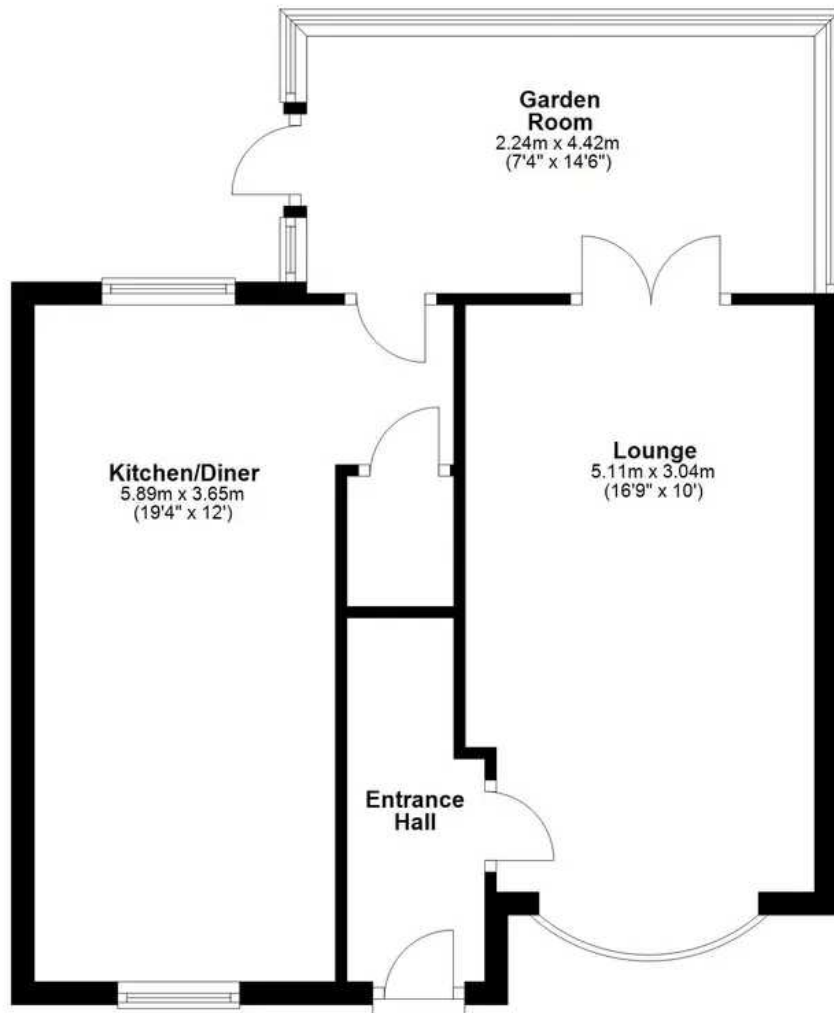 Garden
Room
2.24m x 4.42m
(7'4" x 14'6")
Kitchen/Diner
5.89m x 3.65m
(19'4" x 12')
Lounge
5.11m x 3.04m
(16'9" x 10')
Entrance
Hall